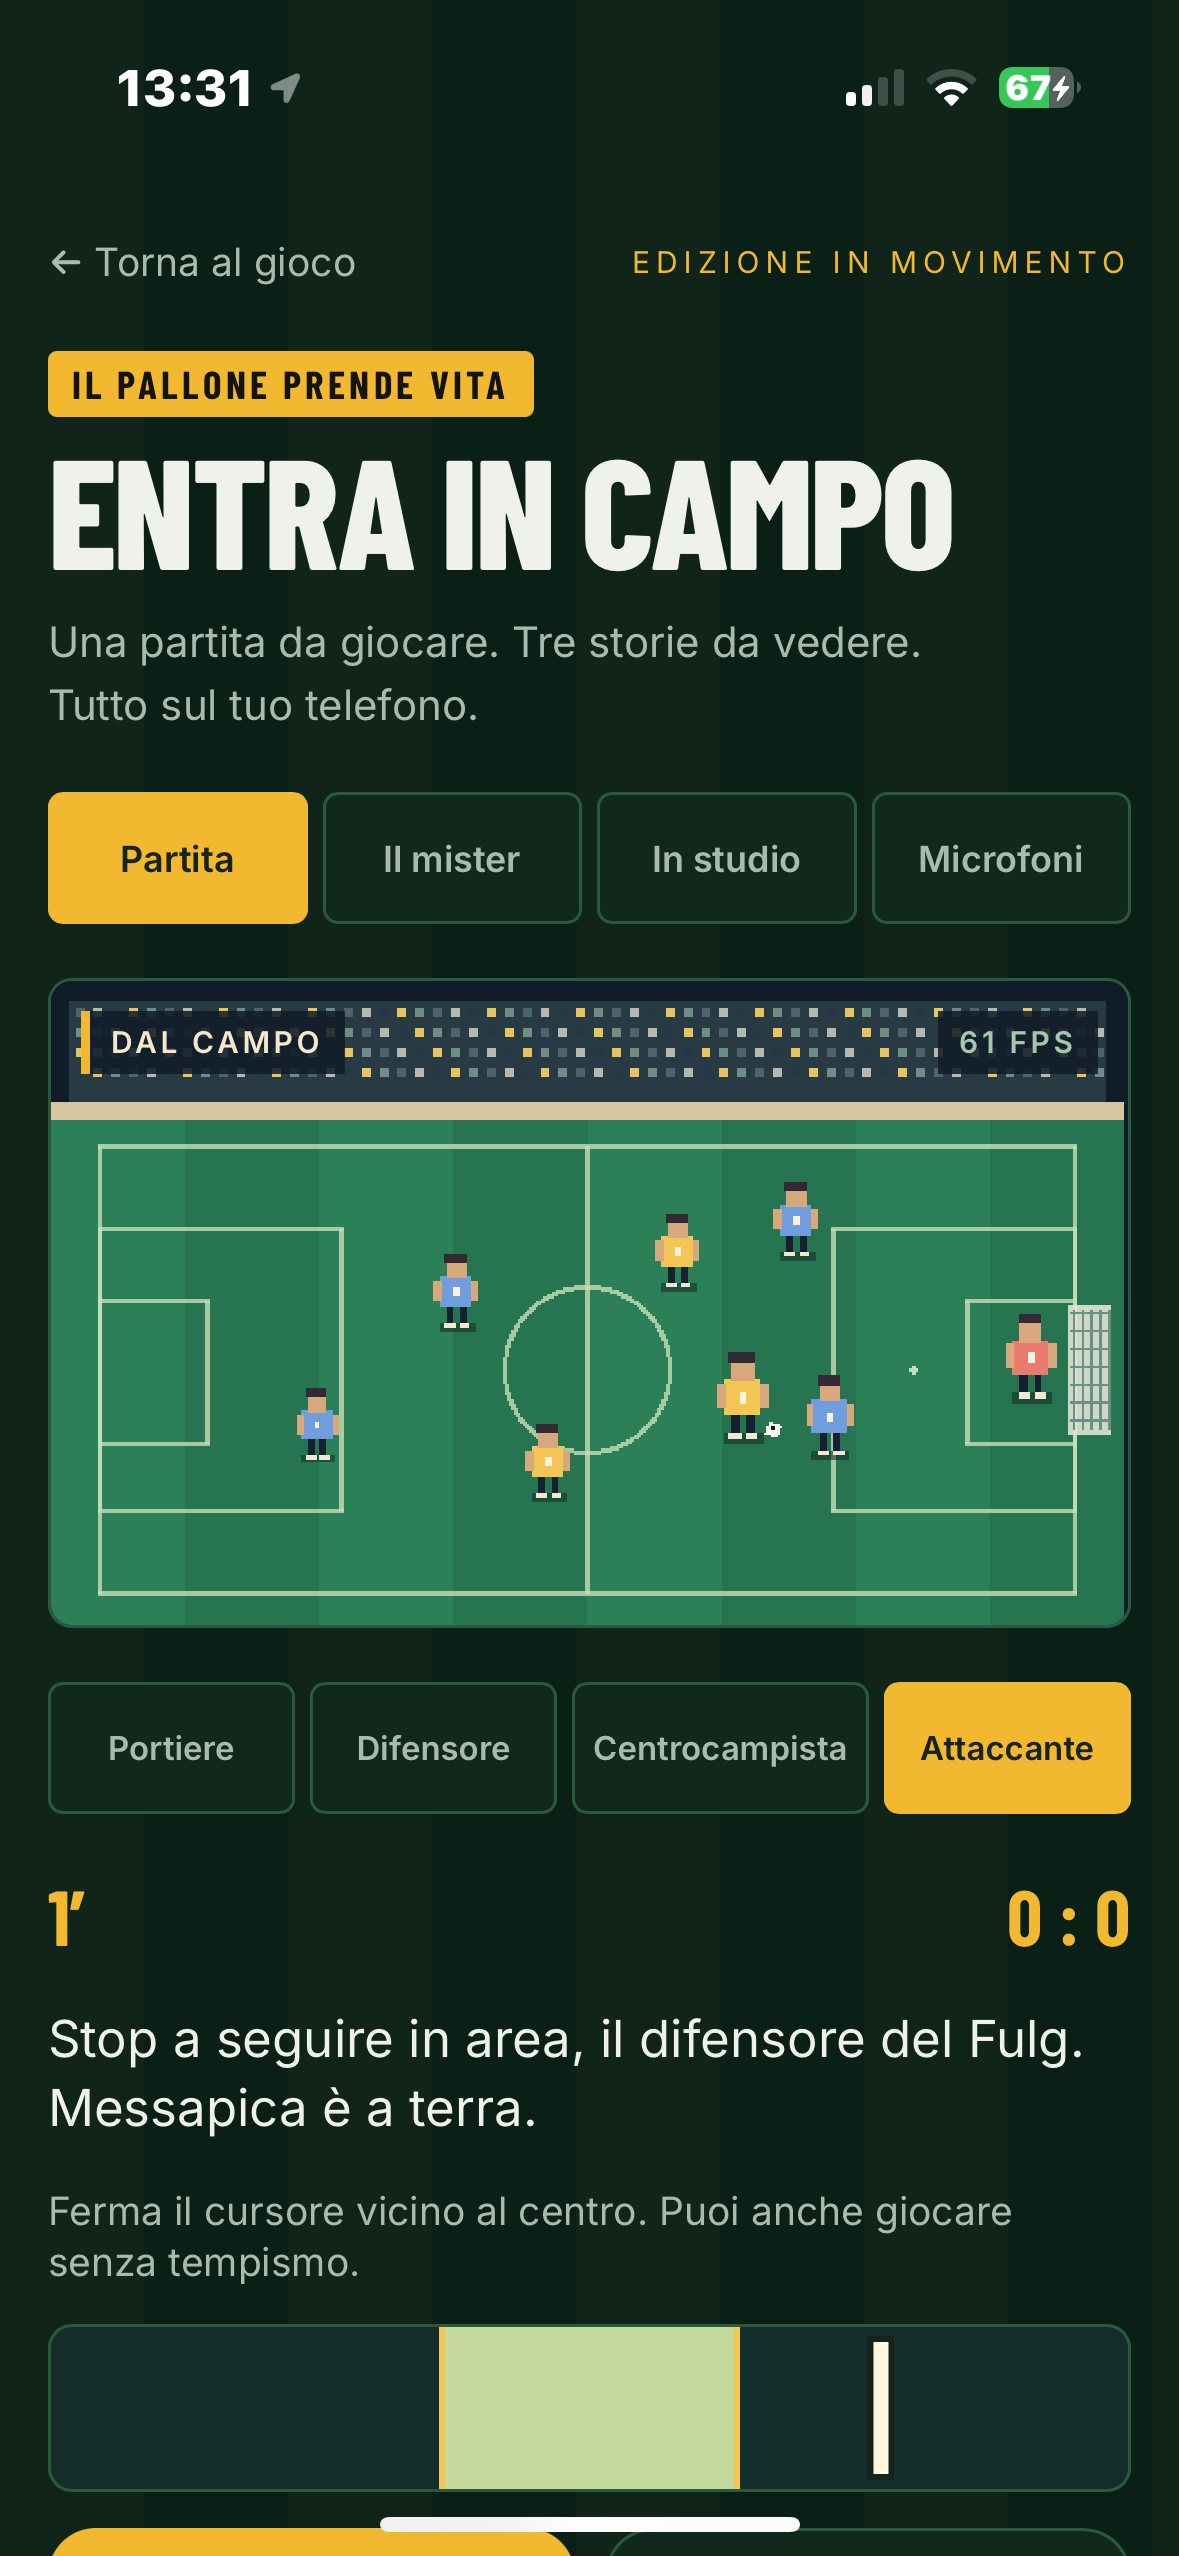 13:31
67
← Torna al gioco
EDIZIONE IN MOVIMENTO
IL PALLONE PRENDE VITA
ENTRA IN CAMPO
Una partita da giocare. Tre storie da vedere.
Tutto sul tuo telefono.
Partita
Il mister
In studio
Microfoni
DAL CAMPO
61 FPS
Portiere
Difensore
Centrocampista
Attaccante
1′
0 : 0
Stop a seguire in area, il difensore del Fulg.
Messapica è a terra.
Ferma il cursore vicino al centro. Puoi anche giocare
senza tempismo.